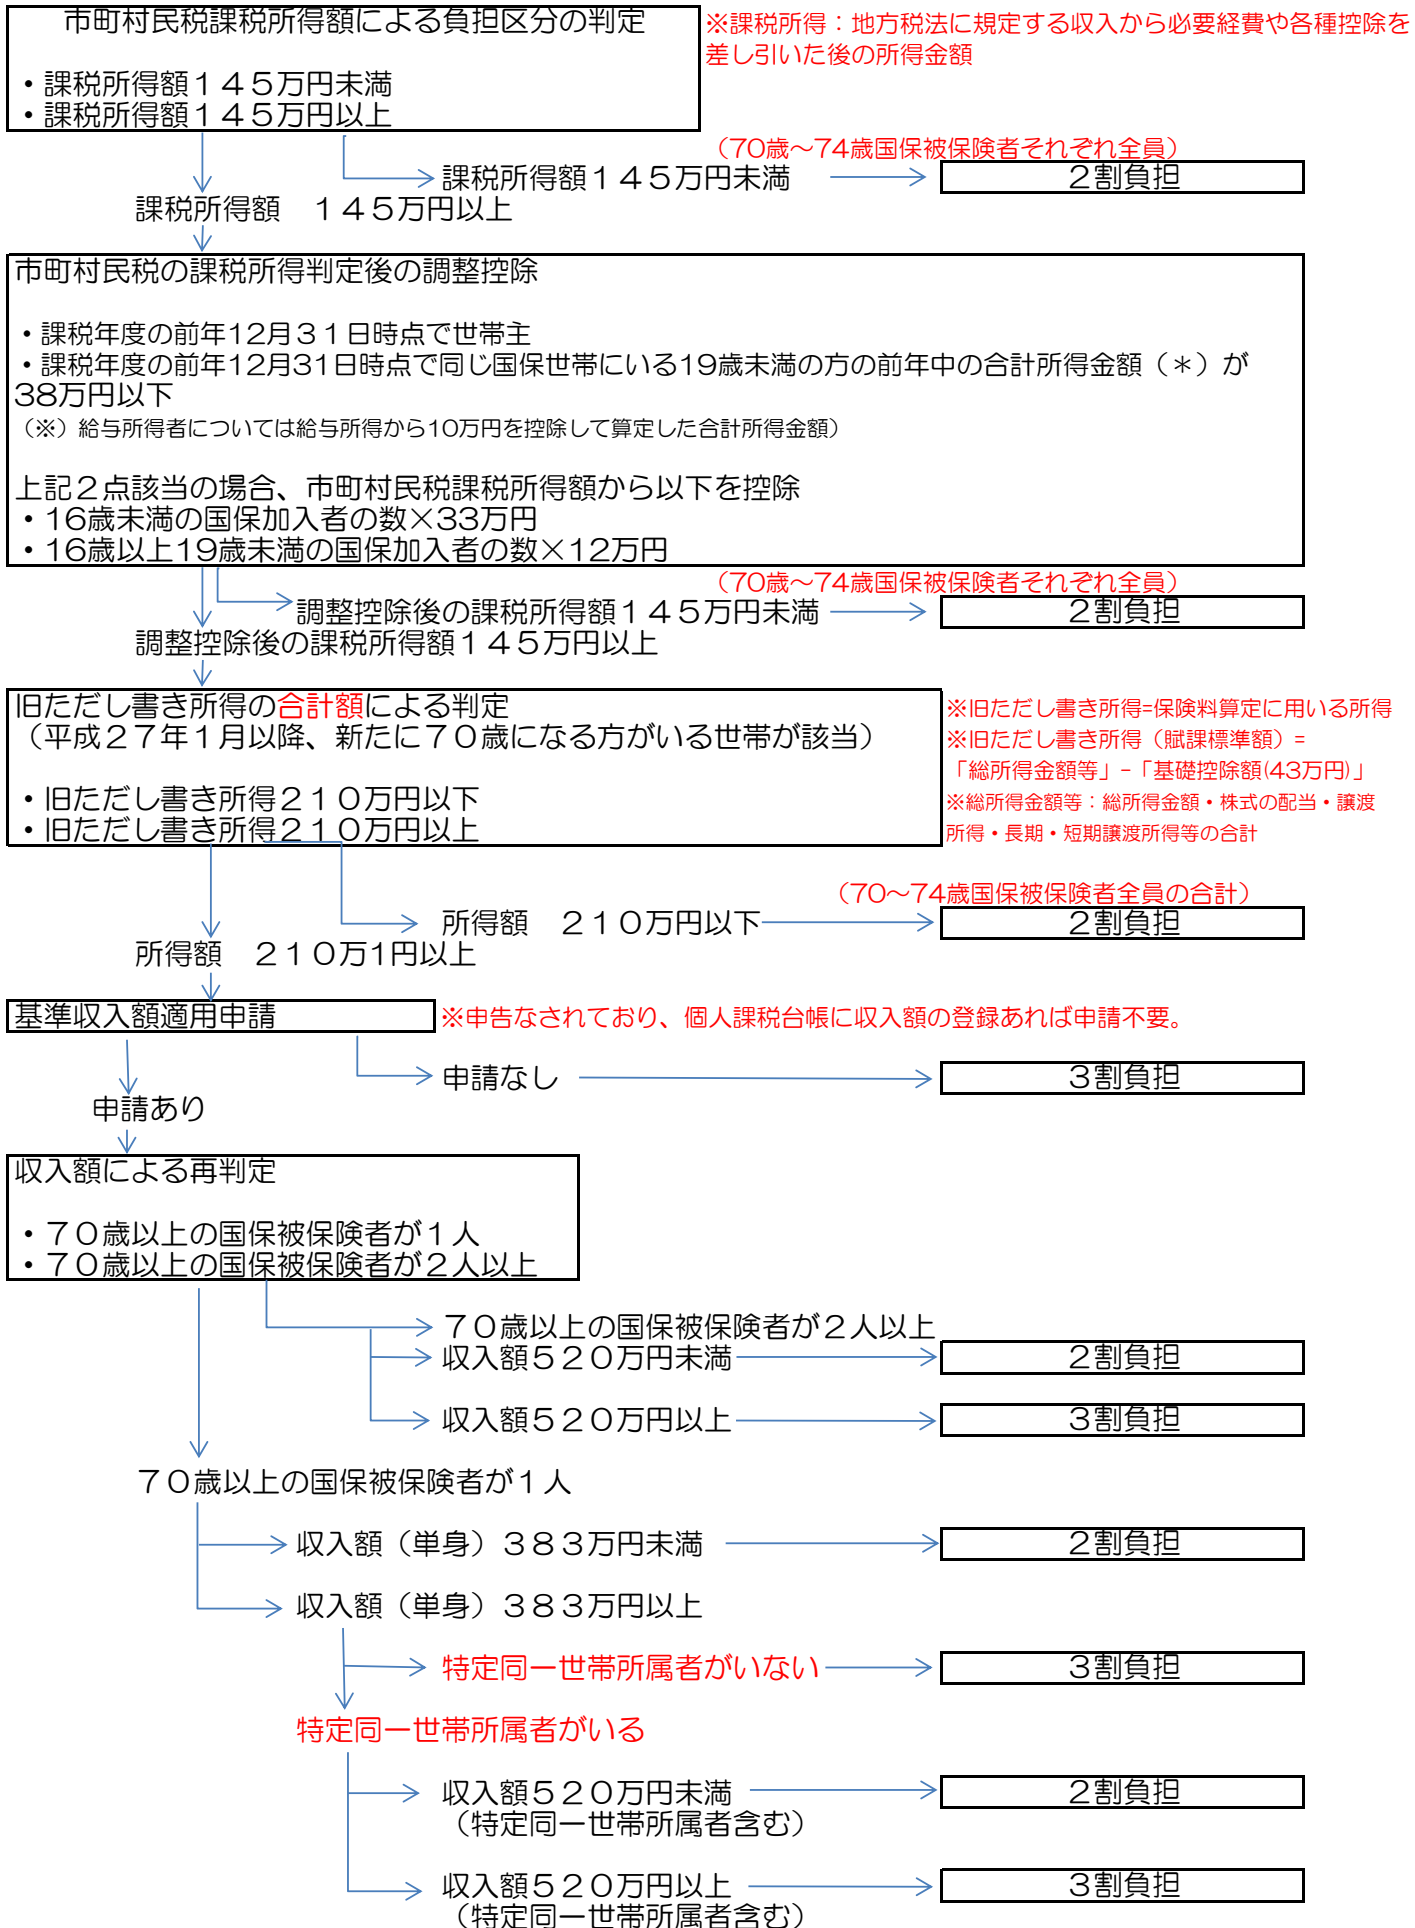 市町村民税課税所得額による負担区分の判定
※課税所得：地方税法に規定する収入から必要経費や各種控除を
差し引いた後の所得金額
・課税所得額１４５万円未満
・課税所得額１４５万円以上
（70歳～74歳国保被保険者それぞれ全員）
課税所得額１４５万円未満
２割負担
課税所得額　１４５万円以上
市町村民税の課税所得判定後の調整控除
・課税年度の前年12月３１日時点で世帯主
・課税年度の前年12月31日時点で同じ国保世帯にいる19歳未満の方の前年中の合計所得金額（＊）が
38万円以下
（※）給与所得者については給与所得から10万円を控除して算定した合計所得金額）
上記２点該当の場合、市町村民税課税所得額から以下を控除
・16歳未満の国保加入者の数×33万円
・16歳以上19歳未満の国保加入者の数×12万円
（70歳～74歳国保被保険者それぞれ全員）
調整控除後の課税所得額１４５万円未満
２割負担
調整控除後の課税所得額１４５万円以上
旧ただし書き所得の合計額による判定
（平成２７年１月以降、新たに７０歳になる方がいる世帯が該当）
・旧ただし書き所得２１０万円以下
・旧ただし書き所得２１０万円以上
※旧ただし書き所得=保険料算定に用いる所得
※旧ただし書き所得（賦課標準額）=
「総所得金額等」-「基礎控除額(43万円)」
※総所得金額等：総所得金額・株式の配当・譲渡
所得・長期・短期譲渡所得等の合計
（70～74歳国保被保険者全員の合計）
所得額　２１０万円以下
２割負担
所得額　２１０万1円以上
基準収入額適用申請
※申告なされており、個人課税台帳に収入額の登録あれば申請不要。
申請なし
３割負担
申請あり
収入額による再判定
・７０歳以上の国保被保険者が１人
・７０歳以上の国保被保険者が２人以上
７０歳以上の国保被保険者が２人以上
収入額５２０万円未満
２割負担
収入額５２０万円以上
３割負担
７０歳以上の国保被保険者が１人
収入額（単身）３８３万円未満
２割負担
収入額（単身）３８３万円以上
特定同一世帯所属者がいない
３割負担
特定同一世帯所属者がいる
収入額５２０万円未満
２割負担
（特定同一世帯所属者含む）
収入額５２０万円以上
３割負担
（特定同一世帯所属者含む）